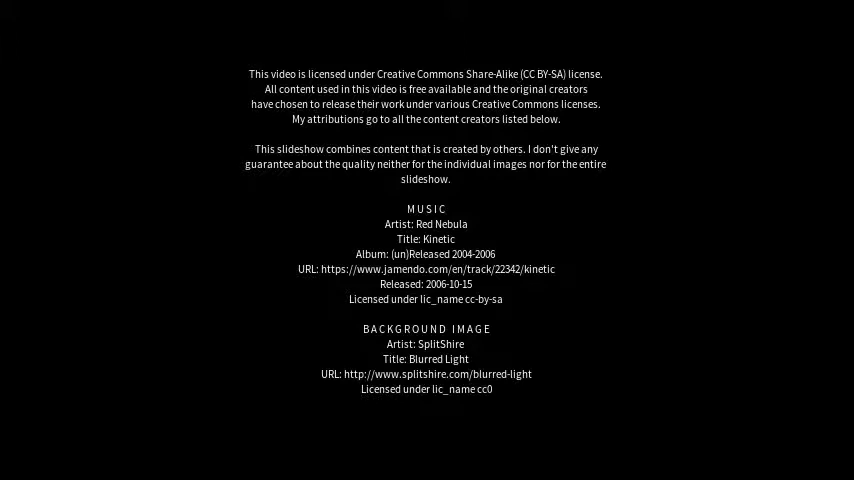 This video is licensed under Creative Commons Share-Alike (CC BY-SA) license.
All content used in this video is free available and the original creators
have chosen to release their work under various Creative Commons licenses.
My attributions go to all the content creators listed below.
This slideshow combines content that is created by others. I don't give any
guarantee about the quality neither for the individual images nor for the entire
slideshow.
MUSIC
Artist: Red Nebula
Title: Kinetic
Album: (un)Released 2004-2006
URL: https://www.jamendo.com/en/track/22342/kinetic
Released: 2006-10-15
Licensed under lic_name cc-by-sa
BACKGROUND IMAGE
Artist: SplitShire
Title: Blurred Light
URL: http://www.splitshire.com/blurred-light
Licensed under lic_name cc0